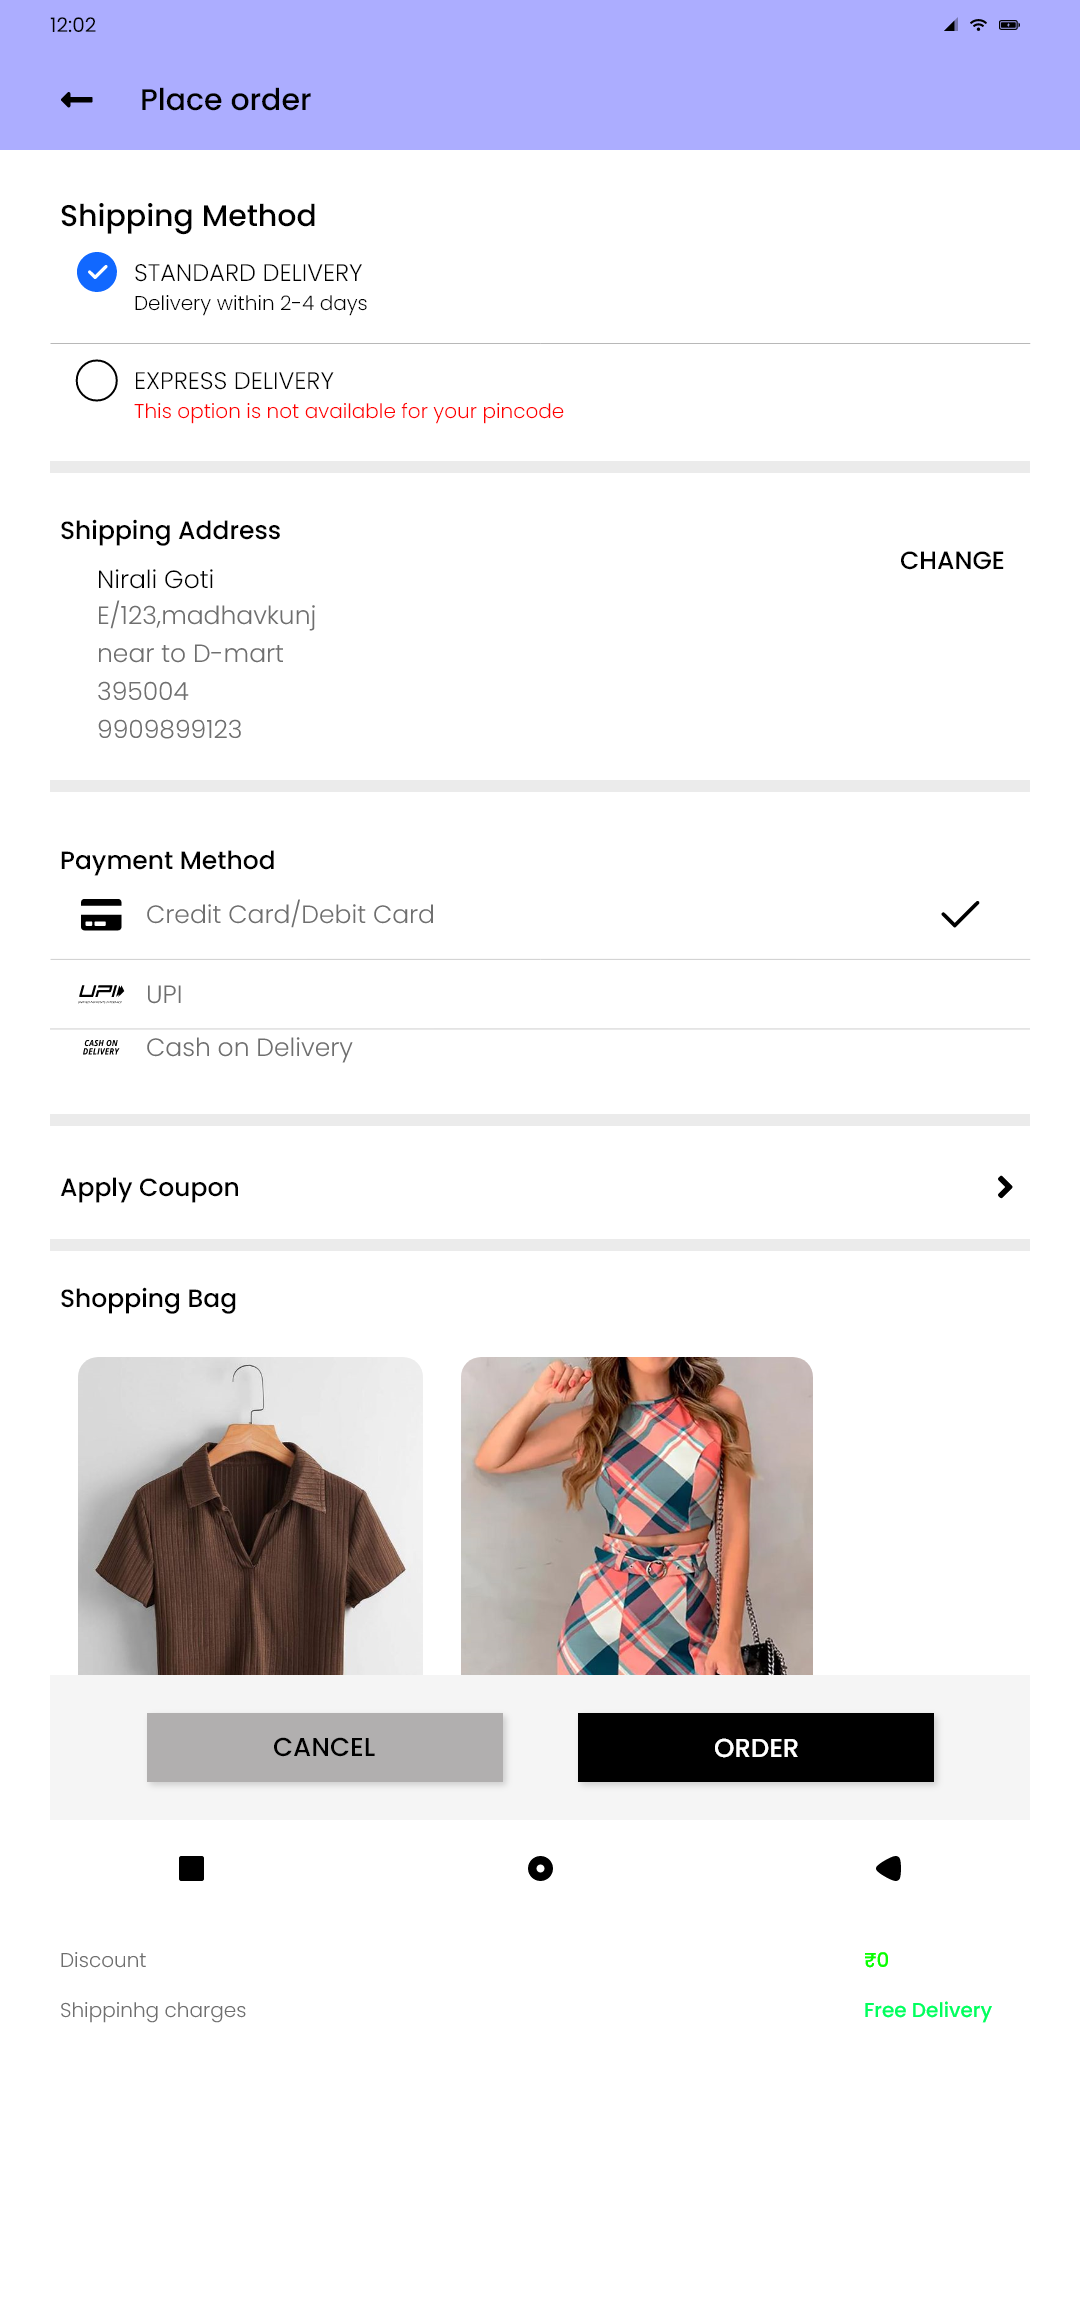 12:02
Place order
Shipping Method
STANDARD DELIVERY
Delivery within 2-4 days
EXPRESS DELIVERY
This option is not available for your pincode
Shipping Address
CHANGE
Nirali Goti
E/123,madhavkunj
near to D-mart
395004
9909899123
Payment Method
Credit Card/Debit Card
UPI UPI
CASH ON
DELIVERY
Cash on Delivery
Apply Coupon
Shopping Bag
CANCEL ORDER
Discount ₹0
Shippinhg charges Free Delivery